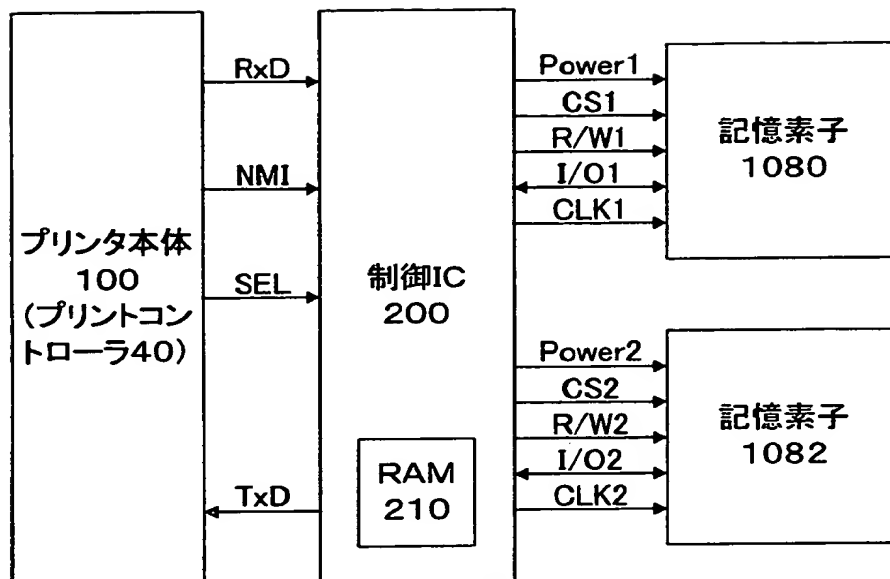 プリンタ本体
100
(プリントコン
トローラ40)
RxD
NMI
SEL
TxD
制御IC
200
RAM
210
Power1
CS1
R/W1
I/O1
CLK1
記憶素子
1080
Power2
CS2
R/W2
I/O2
CLK2
記憶素子
1082